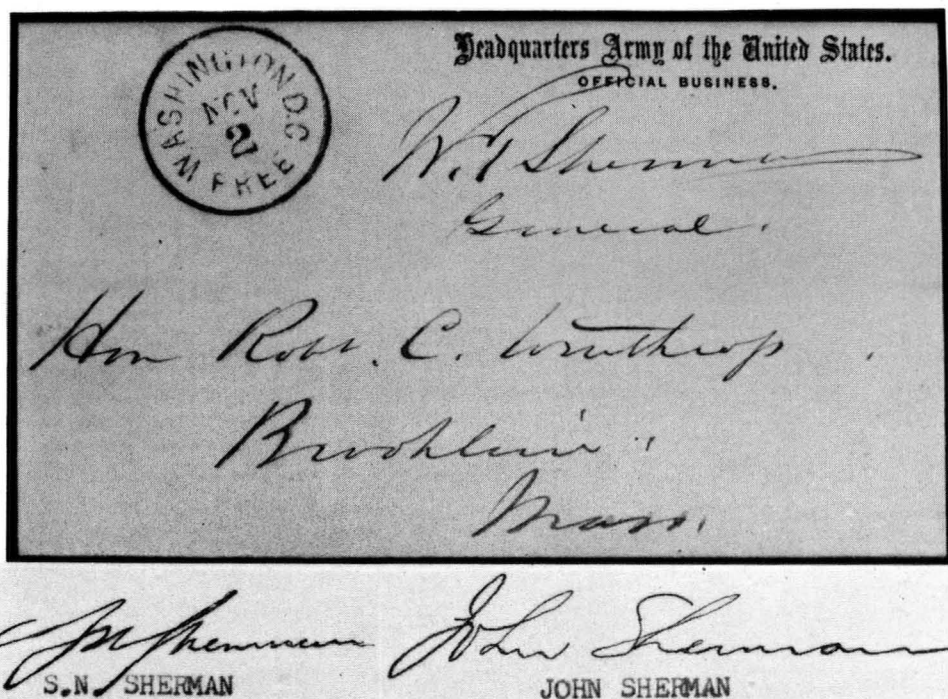 WASHINGTON D.C.
NOV
2
FREE
Headquarters Army of the United States.
OFFICIAL BUSINESS.
W. T. Sherman
General.
Hon Robt. C. Winthrop.
Brookline.
Mass.
S N Sherman
John Sherman
S.N. SHERMAN
JOHN SHERMAN